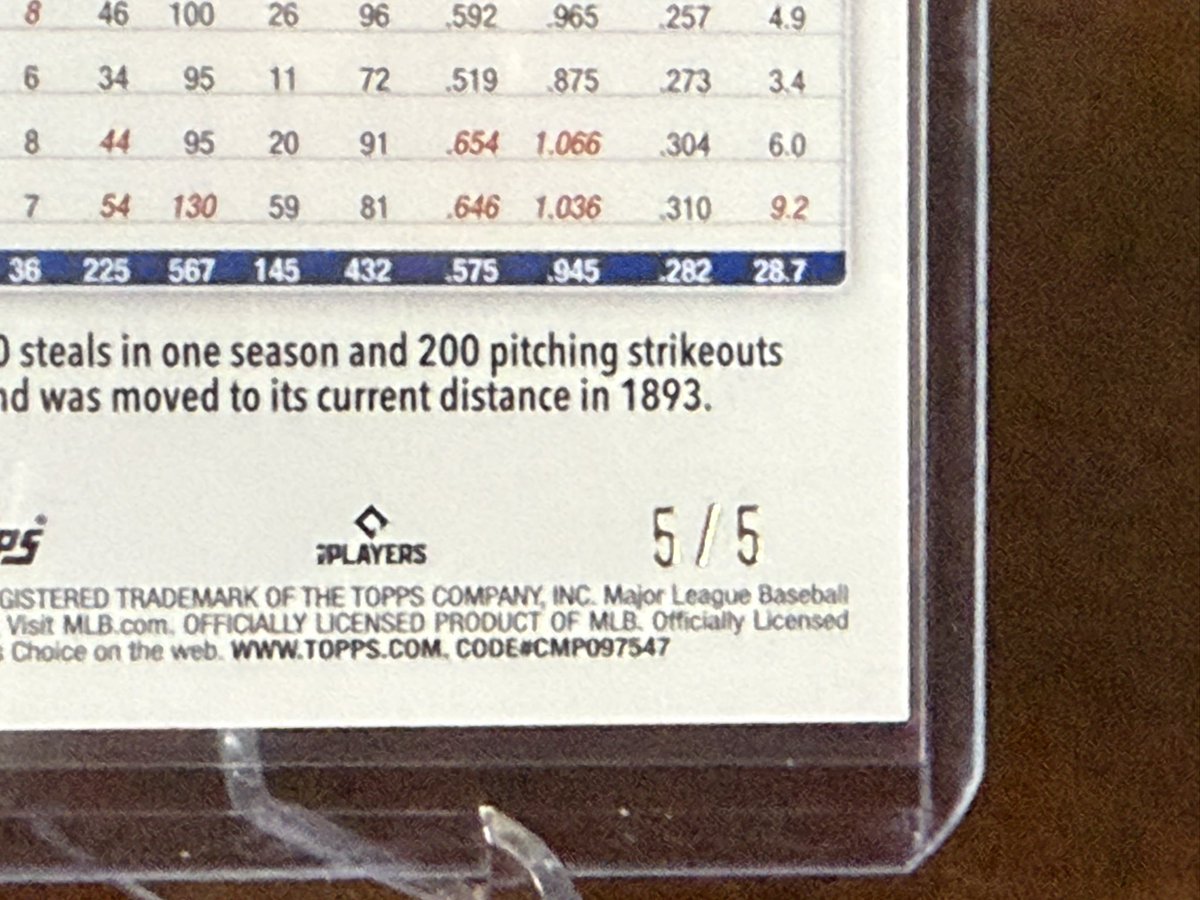 8 46 100 26 96 .592 .965 .257 4.9
6 34 95 11 72 .519 .875 .273 3.4
8 44 95 20 91 .654 1.066 .304 6.0
7 54 130 59 81 .646 1.036 .310 9.2
36 225 567 145 432 .575 .945 .282 28.7
0 steals in one season and 200 pitching strikeouts
nd was moved to its current distance in 1893.
PS PLAYERS 5/5
GISTERED TRADEMARK OF THE TOPPS COMPANY, INC. Major League Baseball
Visit MLB.com. OFFICIALLY LICENSED PRODUCT OF MLB. Officially Licensed
s Choice on the web. WWW.TOPPS.COM. CODE#CMP097547